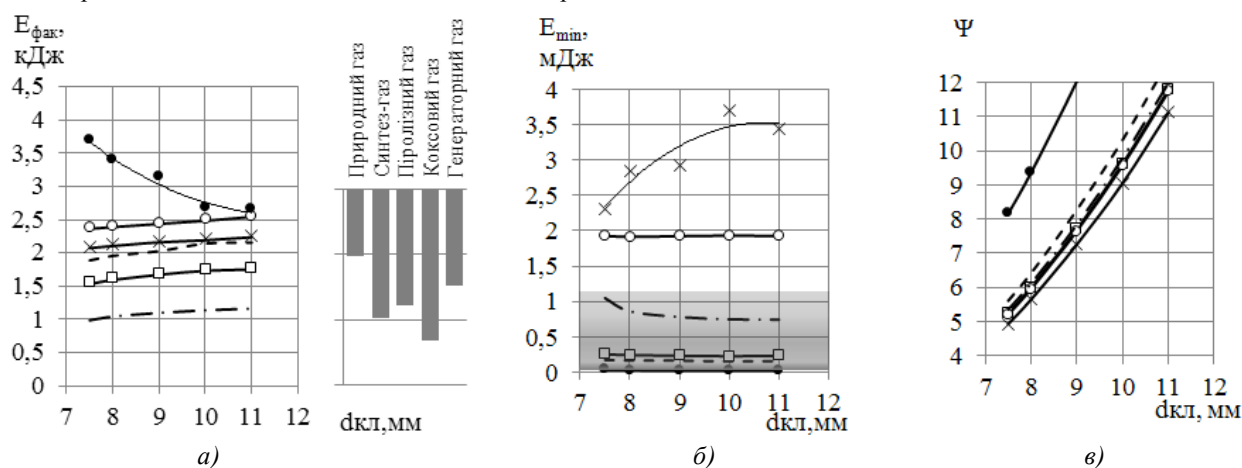 Eфак,
кДж
4,5
4
3,5
3
2,5
2
1,5
1
0,5
0
7 8 9 10 11 12
Природний газ
Синтез-газ
Піролізний газ
Коксовий газ
Генераторний газ
dкл,мм
а)
Emin,
мДж
4
3,5
3
2,5
2
1,5
1
0,5
0
7 8 9 10 11 12
dкл,мм
б)
Ψ
12
11
10
9
8
7
6
5
4
7 8 9 10 11 12
dкл, мм
в)